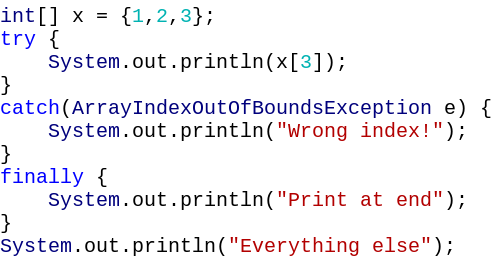 int[] x = {1,2,3};
try {
    System.out.println(x[3]);
}
catch(ArrayIndexOutOfBoundsException e) {
    System.out.println("Wrong index!");
}
finally {
    System.out.println("Print at end");
}
System.out.println("Everything else");